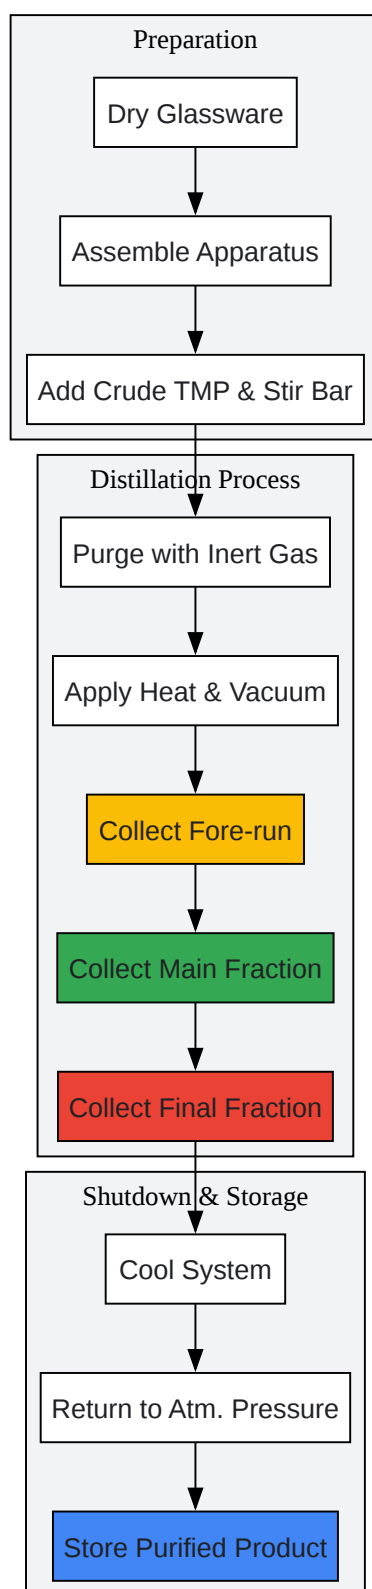 Preparation
Dry Glassware
Assemble Apparatus
Add Crude TMP & Stir Bar
Distillation Process
Purge with Inert Gas
Apply Heat & Vacuum
Collect Fore-run
Collect Main Fraction
Collect Final Fraction
Shutdown & Storage
Cool System
Return to Atm. Pressure
Store Purified Product